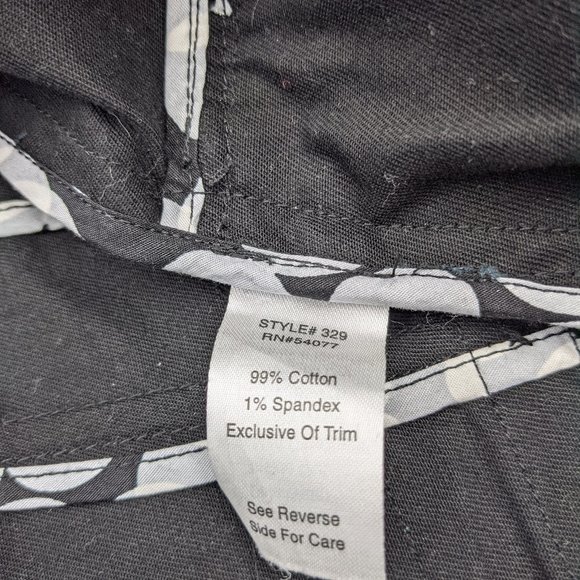 STYLE# 329
RN#54077
99% Cotton
1% Spandex
Exclusive Of Trim
See Reverse
Side For Care